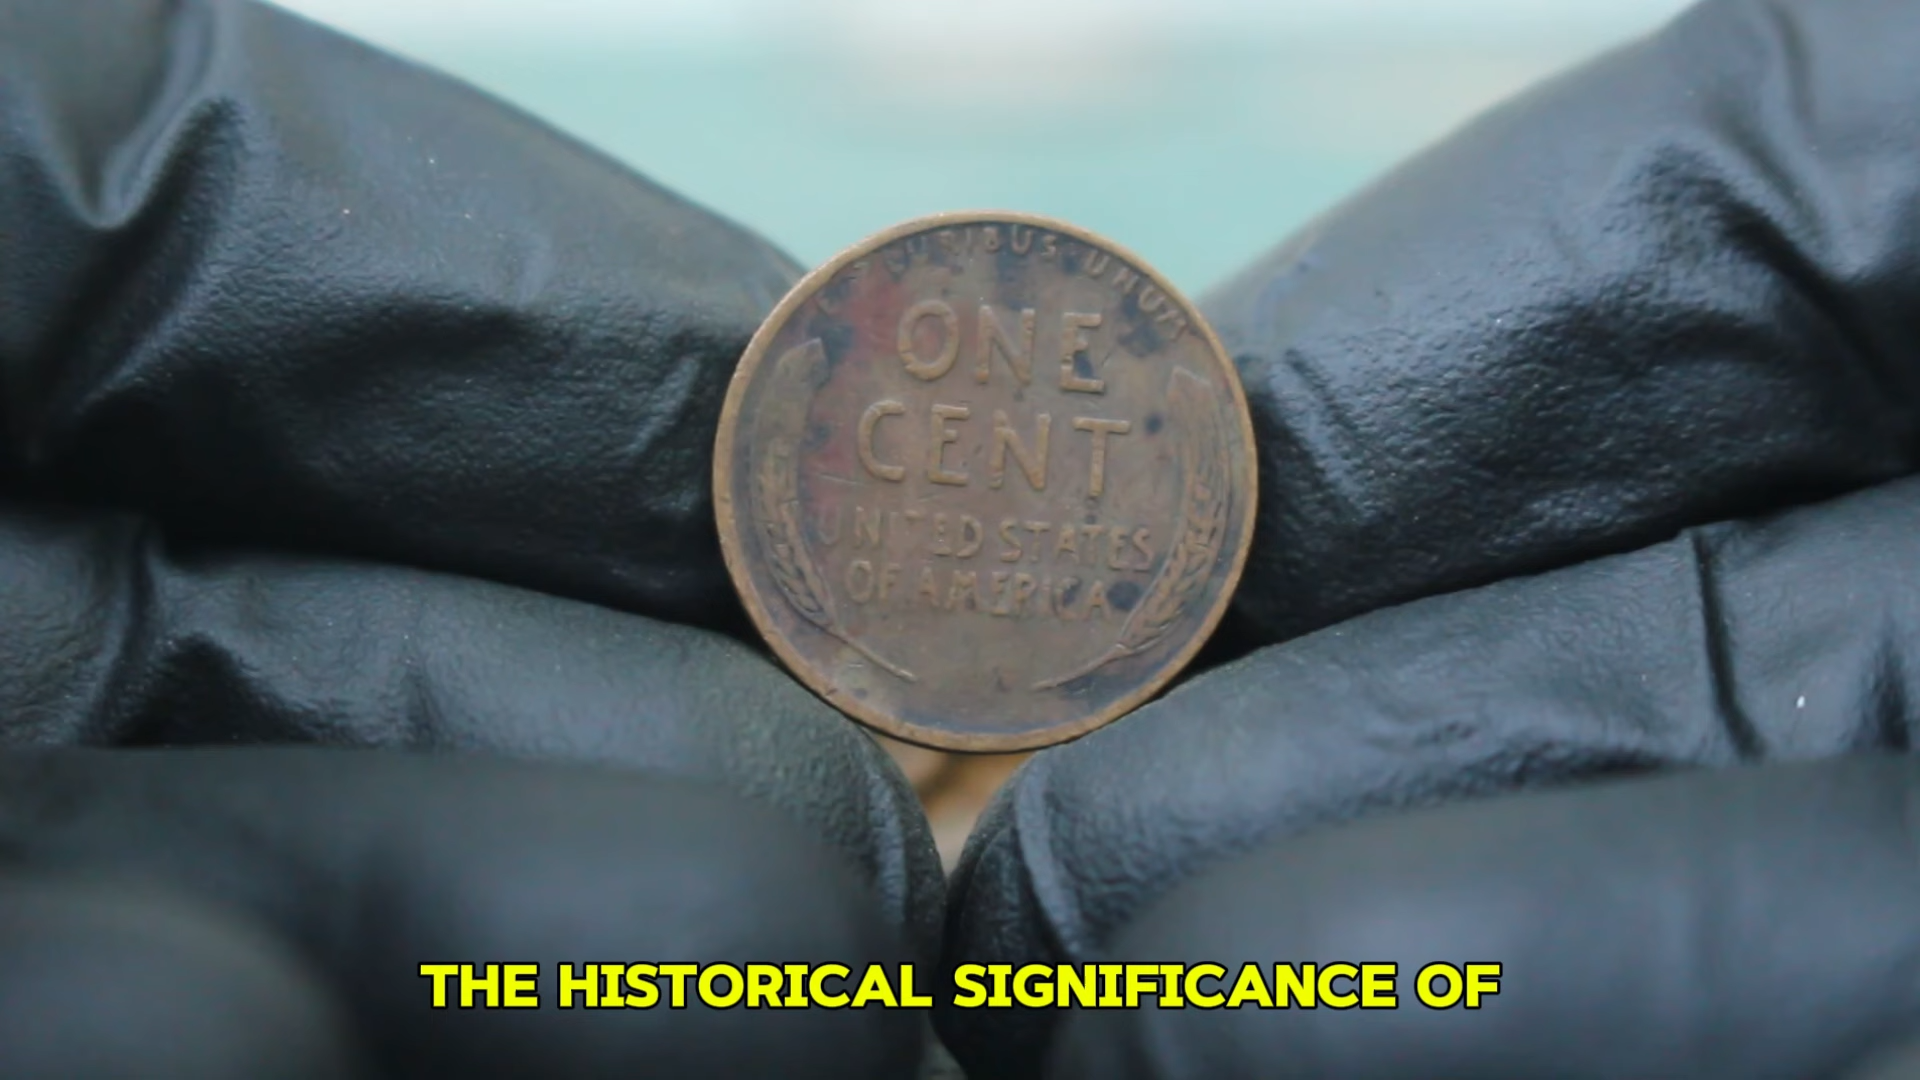 E PLURIBUS UNUM
ONE
CENT
UNITED STATES
OF AMERICA
THE HISTORICAL SIGNIFICANCE OF